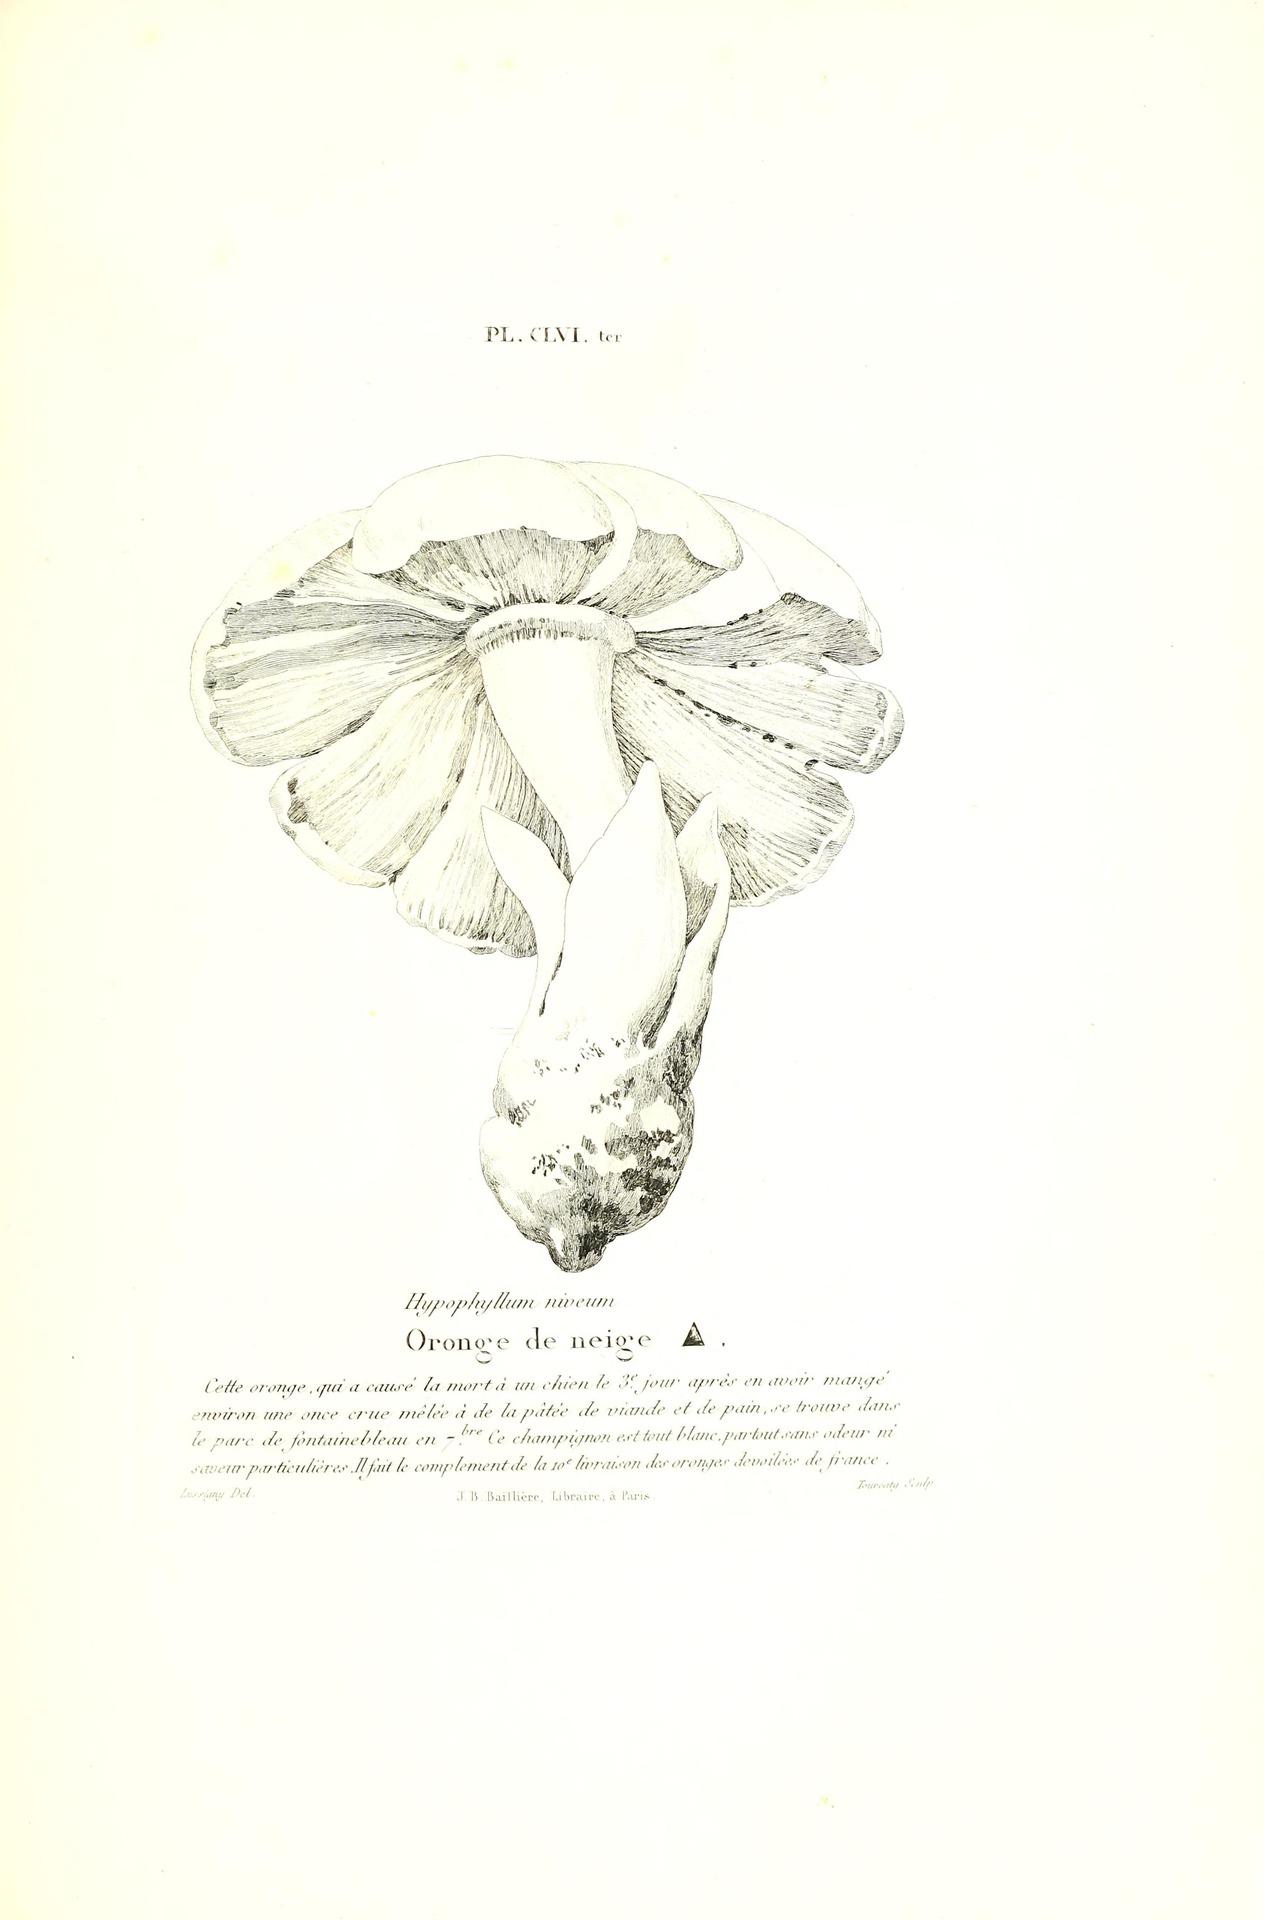 PL. CLVI. ter
Hypophyllum niveum
Oronge de neige ▲ .
Cette oronge, qui a causé la mort à un chien le 3.e jour après en avoir mangé
environ une once crue mêlée à de la pâtée de viande et de pain, se trouve dans
le parc de fontainebleau en 7.bre Ce champignon est tout blanc, partout sans odeur ni
saveur particulières. Il fait le complement de la 10e livraison des oronges devoilées de france .
Del.
J. B. Baillière, Libraire, à Paris.
Sculp